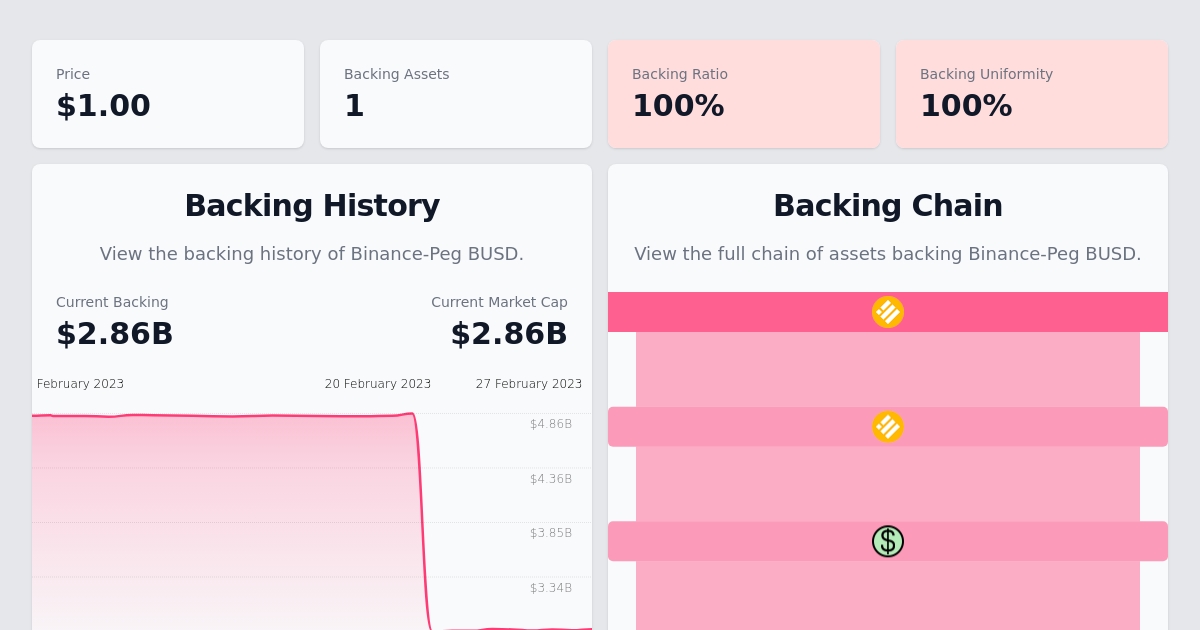 Price
$1.00
Backing Assets
1
Backing Ratio
100%
Backing Uniformity
100%
Backing History
View the backing history of Binance-Peg BUSD.
Current Backing
$2.86B
Current Market Cap
$2.86B
February 2023
20 February 2023
27 February 2023
$4.86B
$4.36B
$3.85B
$3.34B
Backing Chain
View the full chain of assets backing Binance-Peg BUSD.
$